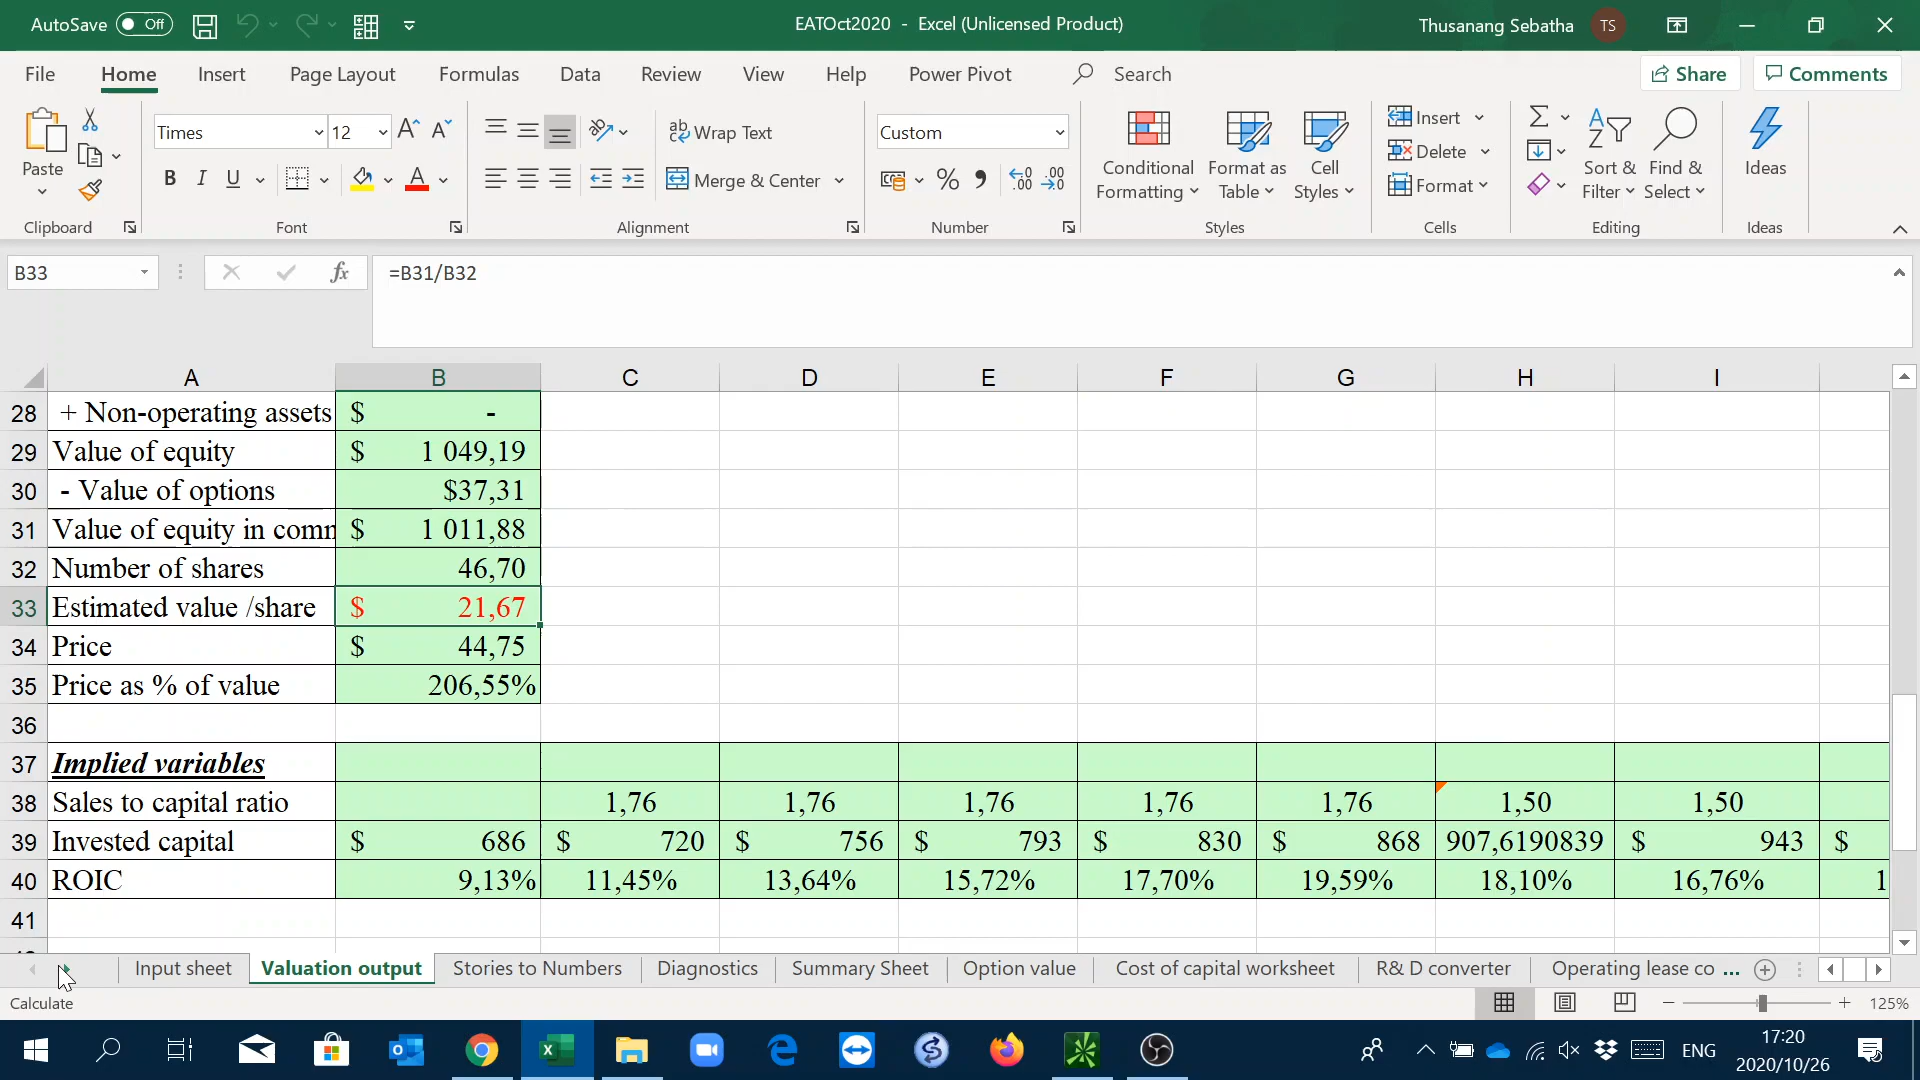 AutoSave Off
EATOct2020 - Excel (Unlicensed Product)
Thusanang Sebatha TS
File Home Insert Page Layout Formulas Data Review View Help Power Pivot Search
Share Comments
Paste
Clipboard
Times 12
B I U
Font
Wrap Text
Merge & Center
Alignment
Custom
Number
Conditional Formatting
Format as Table
Cell Styles
Styles
Insert
Delete
Format
Cells
Sort & Filter
Find & Select
Editing
Ideas
Ideas
B33 fx =B31/B32
A B C D E F G H I
28 + Non-operating assets $ -
29 Value of equity $ 1 049,19
30 - Value of options $37,31
31 Value of equity in comn $ 1 011,88
32 Number of shares 46,70
33 Estimated value /share $ 21,67
34 Price $ 44,75
35 Price as % of value 206,55%
36
37 Implied variables
38 Sales to capital ratio 1,76 1,76 1,76 1,76 1,76 1,50 1,50
39 Invested capital $ 686 $ 720 $ 756 $ 793 $ 830 $ 868 907,6190839 $ 943 $
40 ROIC 9,13% 11,45% 13,64% 15,72% 17,70% 19,59% 18,10% 16,76% 1
41
Input sheet Valuation output Stories to Numbers Diagnostics Summary Sheet Option value Cost of capital worksheet R& D converter Operating lease co ...
Calculate
125%
ENG
17:20
2020/10/26